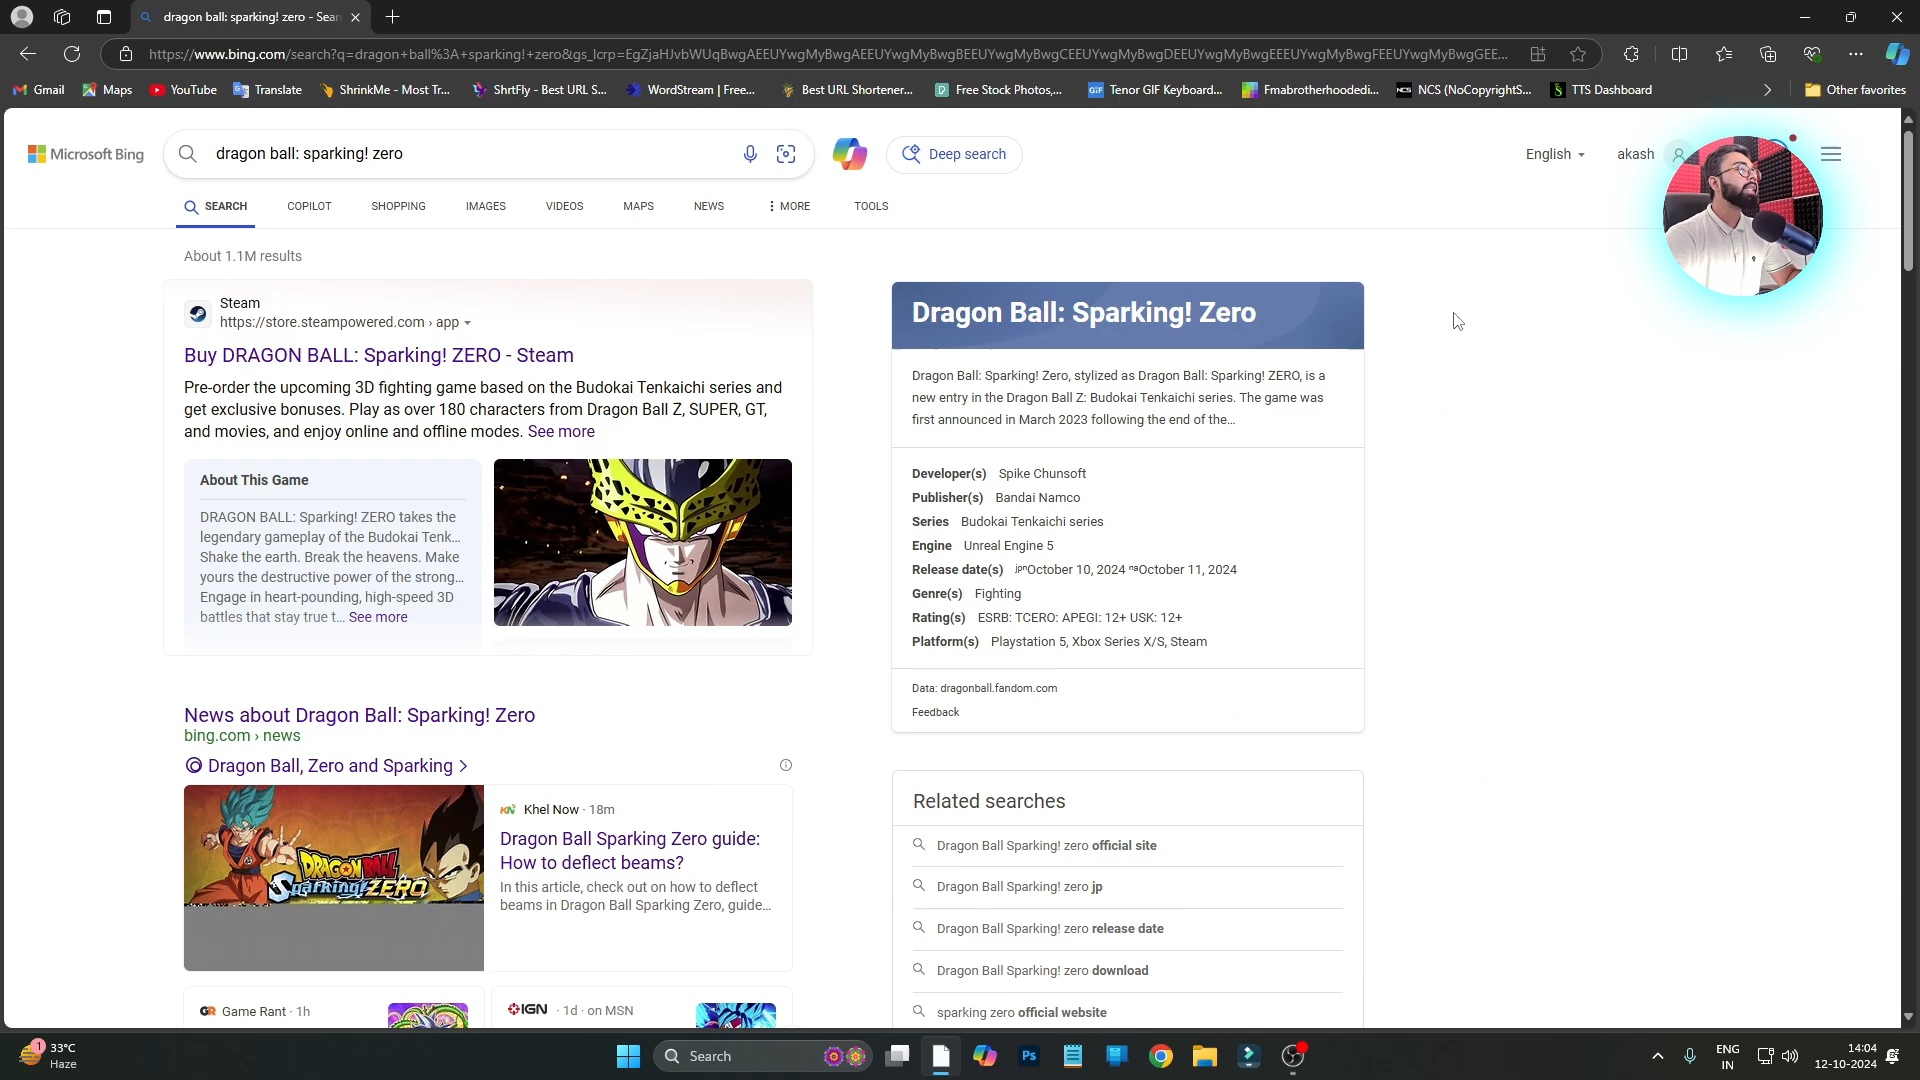 dragon ball: sparking! zero - Sear
https://www.bing.com/search?q=dragon+ball%3A+sparking!+zero&gs_lcrp=EgZjaHJvbWUqBwgAEEUYwgMyBwgAEEUYwgMyBwgBEEUYwgMyBwgCEEUYwgMyBwgDEEUYwgMyBwgEEEUYwgMyBwgFEEUYwgMyBwgGEE...
Gmail Maps YouTube Translate ShrinkMe - Most Tr... ShrtFly - Best URL S... WordStream | Free... Best URL Shortener... Free Stock Photos,... GIF Tenor GIF Keyboard... Fmabrotherhoodedi... NCS NCS (NoCopyrightS... TTS Dashboard Other favorites
Microsoft Bing
dragon ball: sparking! zero
Deep search
English
akash
SEARCH COPILOT SHOPPING IMAGES VIDEOS MAPS NEWS MORE TOOLS
About 1.1M results
Steam
https://store.steampowered.com › app
Buy DRAGON BALL: Sparking! ZERO - Steam
Pre-order the upcoming 3D fighting game based on the Budokai Tenkaichi series and
get exclusive bonuses. Play as over 180 characters from Dragon Ball Z, SUPER, GT,
and movies, and enjoy online and offline modes. See more
About This Game
DRAGON BALL: Sparking! ZERO takes the
legendary gameplay of the Budokai Tenk...
Shake the earth. Break the heavens. Make
yours the destructive power of the strong...
Engage in heart-pounding, high-speed 3D
battles that stay true t... See more
News about Dragon Ball: Sparking! Zero
bing.com › news
Dragon Ball, Zero and Sparking >
DRAGON BALL
Sparking! ZERO
KN Khel Now · 18m
Dragon Ball Sparking Zero guide:
How to deflect beams?
In this article, check out on how to deflect
beams in Dragon Ball Sparking Zero, guide...
GR Game Rant · 1h
IGN · 1d · on MSN
Dragon Ball: Sparking! Zero
Dragon Ball: Sparking! Zero, stylized as Dragon Ball: Sparking! ZERO, is a
new entry in the Dragon Ball Z: Budokai Tenkaichi series. The game was
first announced in March 2023 following the end of the...
Developer(s) Spike Chunsoft
Publisher(s) Bandai Namco
Series Budokai Tenkaichi series
Engine Unreal Engine 5
Release date(s) jpnOctober 10, 2024 naOctober 11, 2024
Genre(s) Fighting
Rating(s) ESRB: TCERO: APEGI: 12+ USK: 12+
Platform(s) Playstation 5, Xbox Series X/S, Steam
Data: dragonball.fandom.com
Feedback
Related searches
Dragon Ball Sparking! zero official site
Dragon Ball Sparking! zero jp
Dragon Ball Sparking! zero release date
Dragon Ball Sparking! zero download
sparking zero official website
1
33°C
Haze
Search
Ps
ENG
IN
14:04
12-10-2024